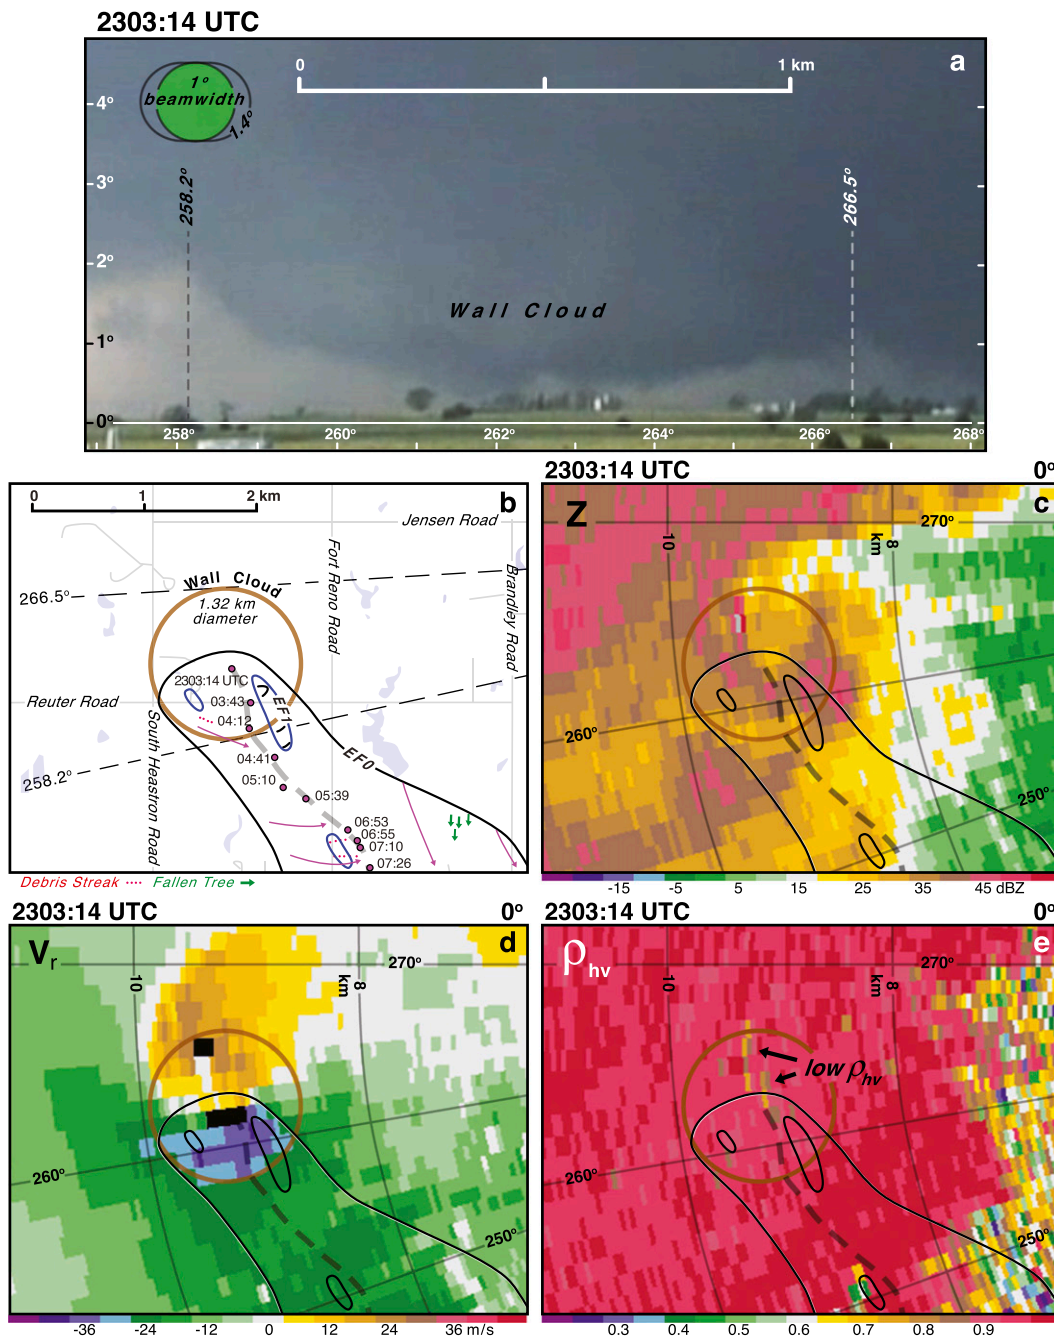 2303:14 UTC
a
0 1 km
1°
beamwidth
1.4°
4°
3°
2°
1°
0°
258.2°
266.5°
Wall Cloud
258° 260° 262° 264° 266° 268°
b
0 1 2 km
Jensen Road
Wall Cloud
1.32 km
diameter
266.5°
258.2°
Fort Reno Road
Brandley Road
Reuter Road
South Heastron Road
2303:14 UTC
03:43
04:12
04:41
05:10
05:39
06:53
06:55
07:10
07:26
EF1
EF0
Debris Streak Fallen Tree
2303:14 UTC 0°
Z
c
270°
10
km 8
260°
250°
-15 -5 5 15 25 35 45 dBZ
2303:14 UTC 0°
Vr
d
270°
10
km 8
260°
250°
-36 -24 -12 0 12 24 36 m/s
2303:14 UTC 0°
ρhv
e
270°
10
km 8
low ρhv
260°
250°
0.3 0.4 0.5 0.6 0.7 0.8 0.9